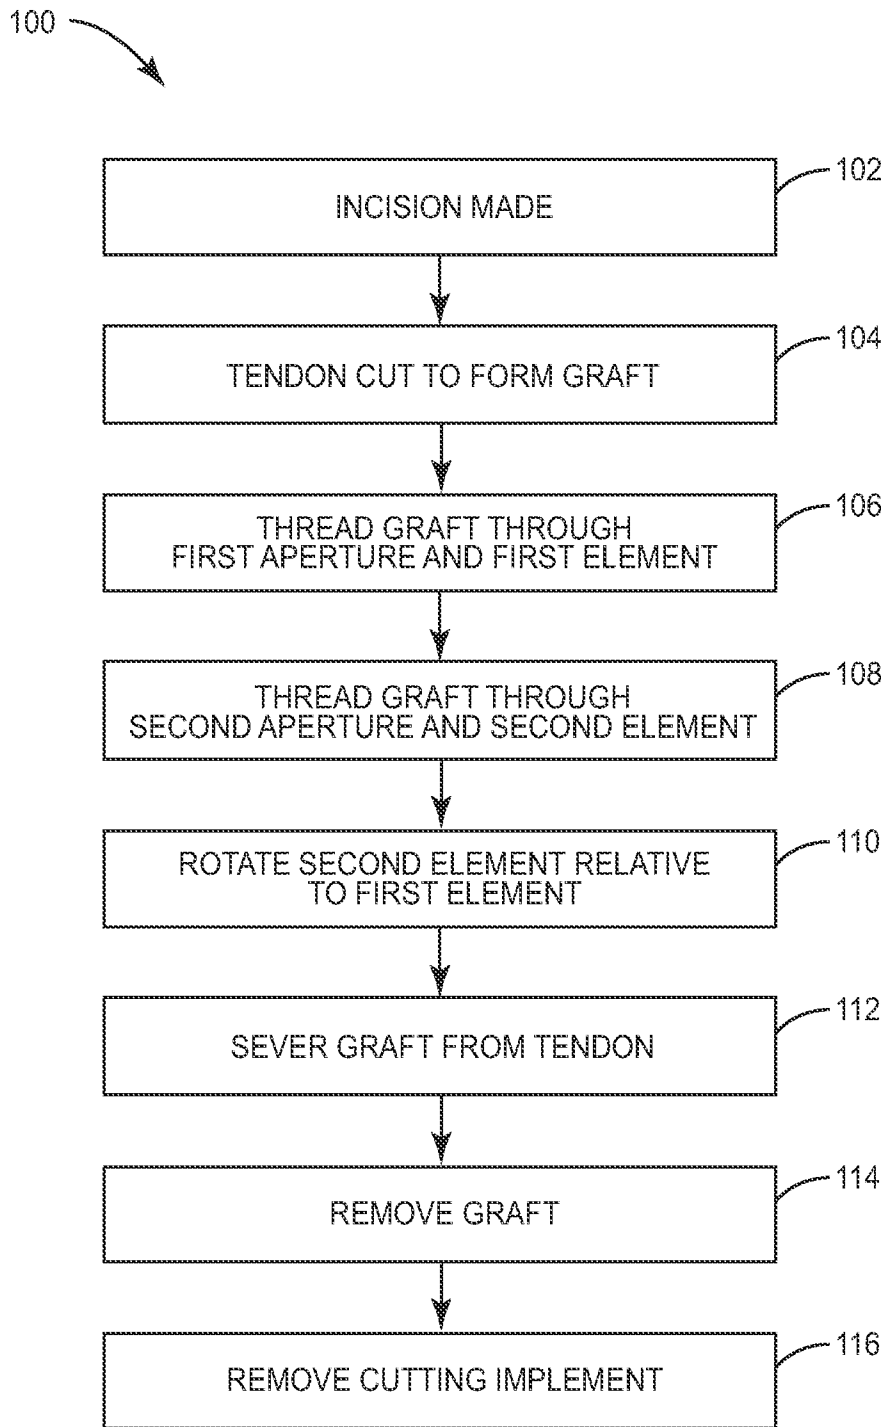 100
INCISION MADE
102
TENDON CUT TO FORM GRAFT
104
THREAD GRAFT THROUGH
FIRST APERTURE AND FIRST ELEMENT
106
THREAD GRAFT THROUGH
SECOND APERTURE AND SECOND ELEMENT
108
ROTATE SECOND ELEMENT RELATIVE
TO FIRST ELEMENT
110
SEVER GRAFT FROM TENDON
112
REMOVE GRAFT
114
REMOVE CUTTING IMPLEMENT
116